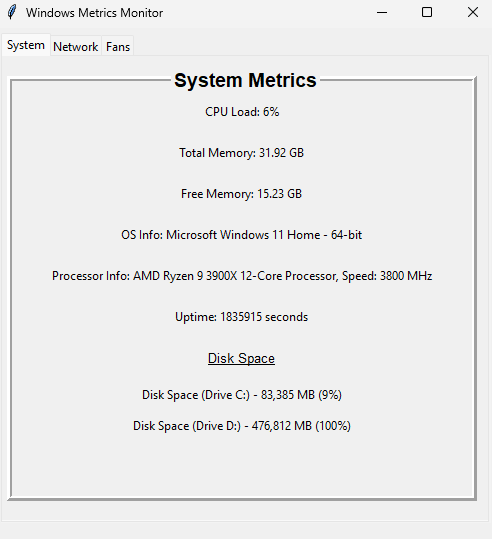 Windows Metrics Monitor
System Network Fans
System Metrics
CPU Load: 6%
Total Memory: 31.92 GB
Free Memory: 15.23 GB
OS Info: Microsoft Windows 11 Home - 64-bit
Processor Info: AMD Ryzen 9 3900X 12-Core Processor, Speed: 3800 MHz
Uptime: 1835915 seconds
Disk Space
Disk Space (Drive C:) - 83,385 MB (9%)
Disk Space (Drive D:) - 476,812 MB (100%)